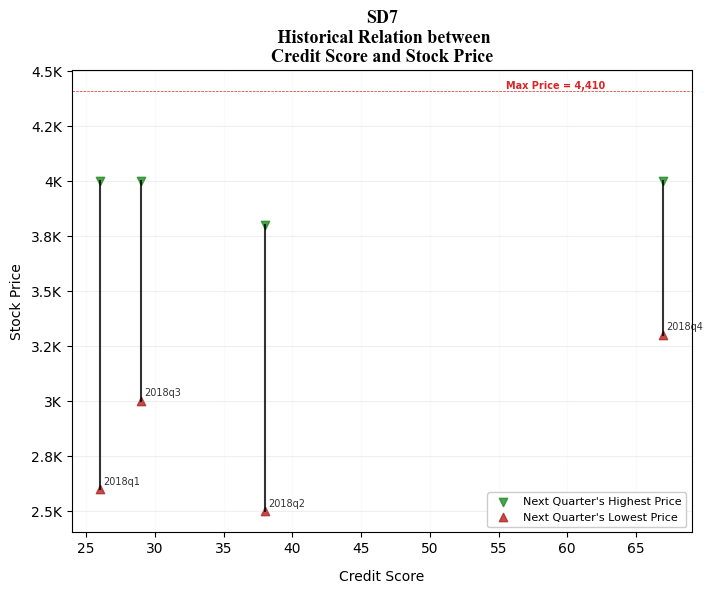 SD7
Historical Relation between
Credit Score and Stock Price
4.5K
Max Price = 4,410
4.2K
4K
3.8K
3.5K
3.2K
2018q4
3K
2018q3
2.8K
2018q1
2018q2
2.5K
Stock Price
Next Quarter's Highest Price
Next Quarter's Lowest Price
25 30 35 40 45 50 55 60 65
Credit Score